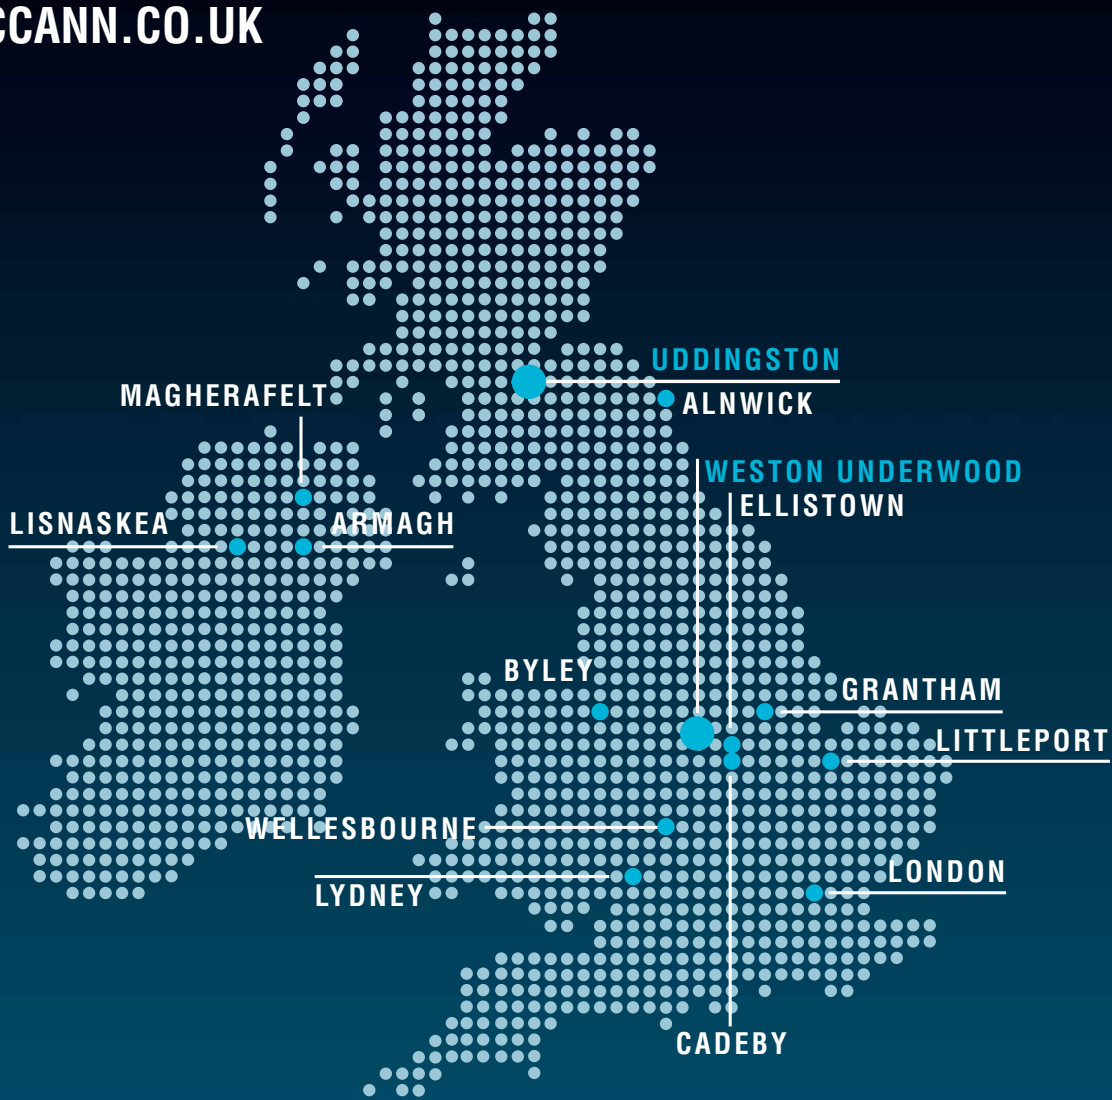 CCANN.CO.UK
UDDINGSTON
MAGHERAFELT
ALNWICK
WESTON UNDERWOOD
ELLISTOWN
LISNASKEA
ARMAGH
BYLEY
GRANTHAM
LITTLEPORT
WELLESBOURNE
LONDON
LYDNEY
CADEBY